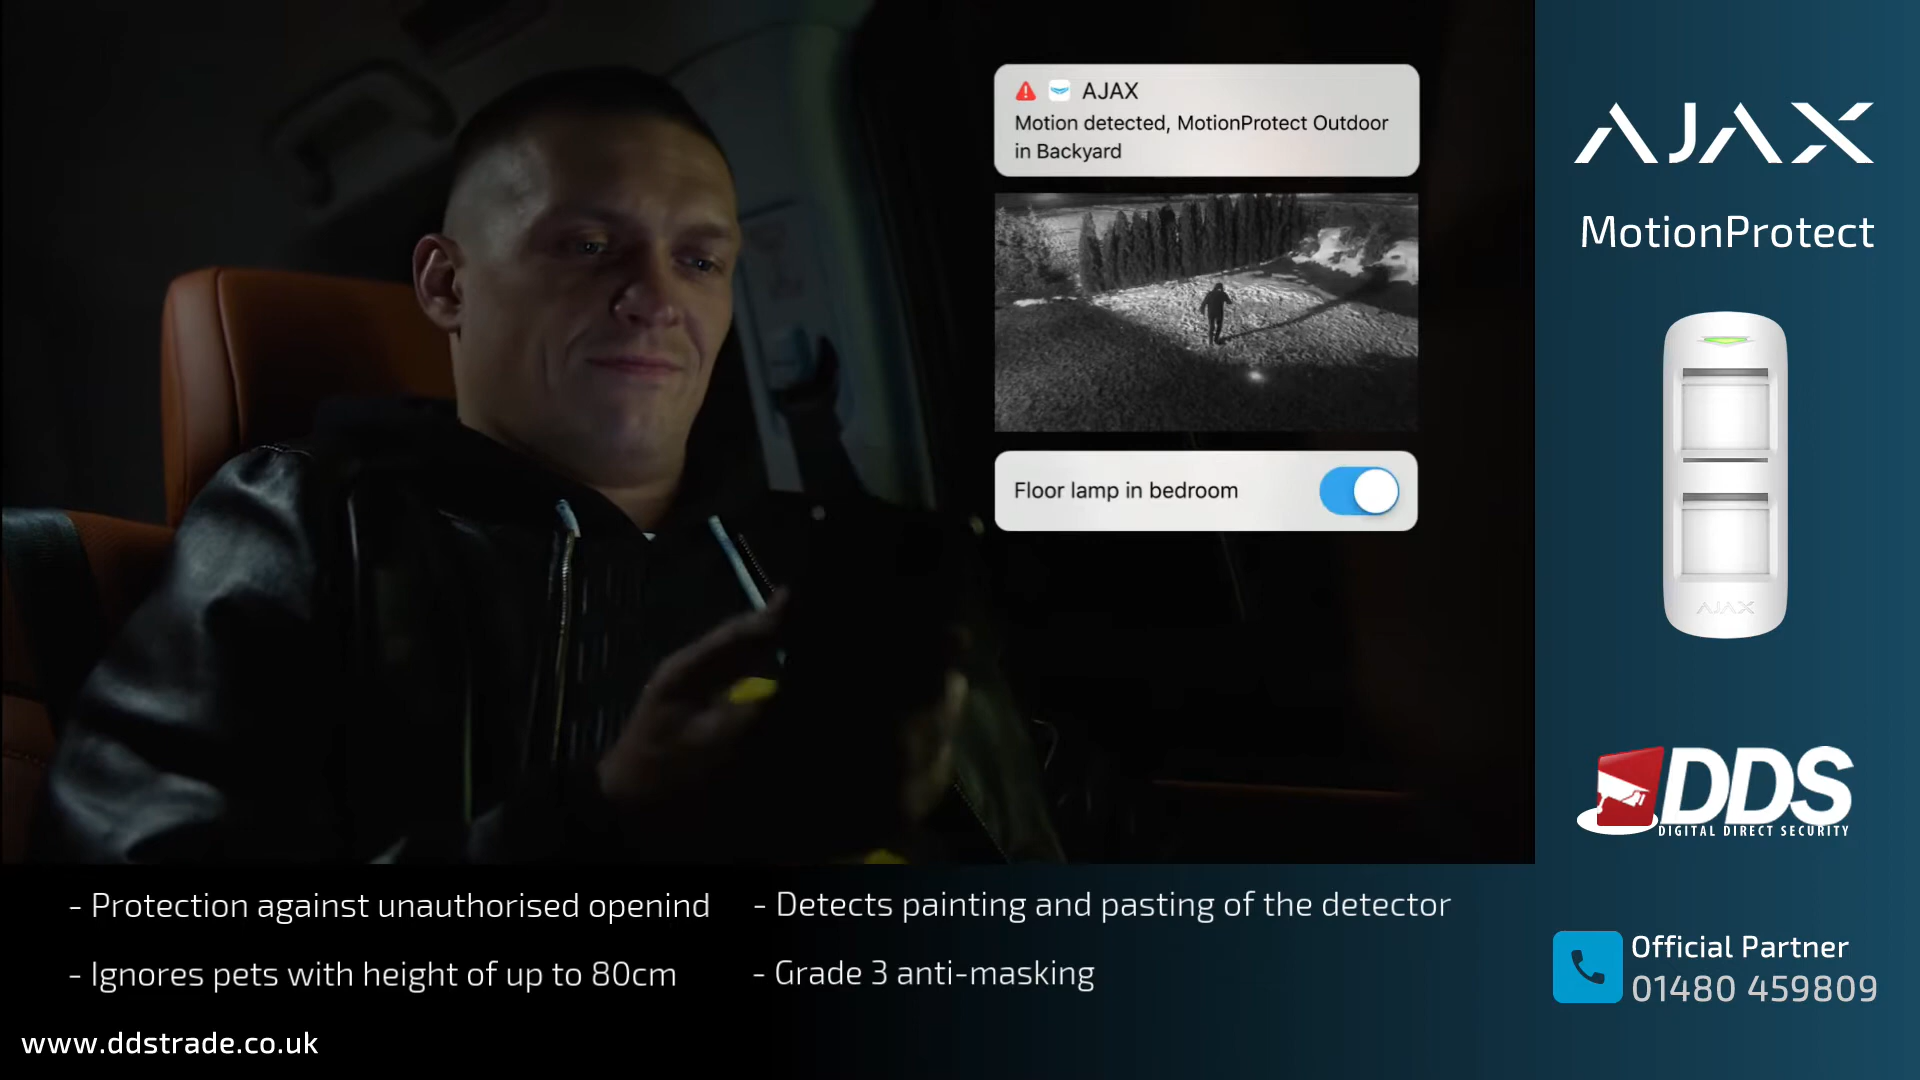 AJAX
Motion detected, MotionProtect Outdoor
in Backyard
Floor lamp in bedroom
AJAX
MotionProtect
AJAX
DDS
DIGITAL DIRECT SECURITY
- Protection against unauthorised openind
- Detects painting and pasting of the detector
- Ignores pets with height of up to 80cm
- Grade 3 anti-masking
Official Partner
01480 459809
www.ddstrade.co.uk